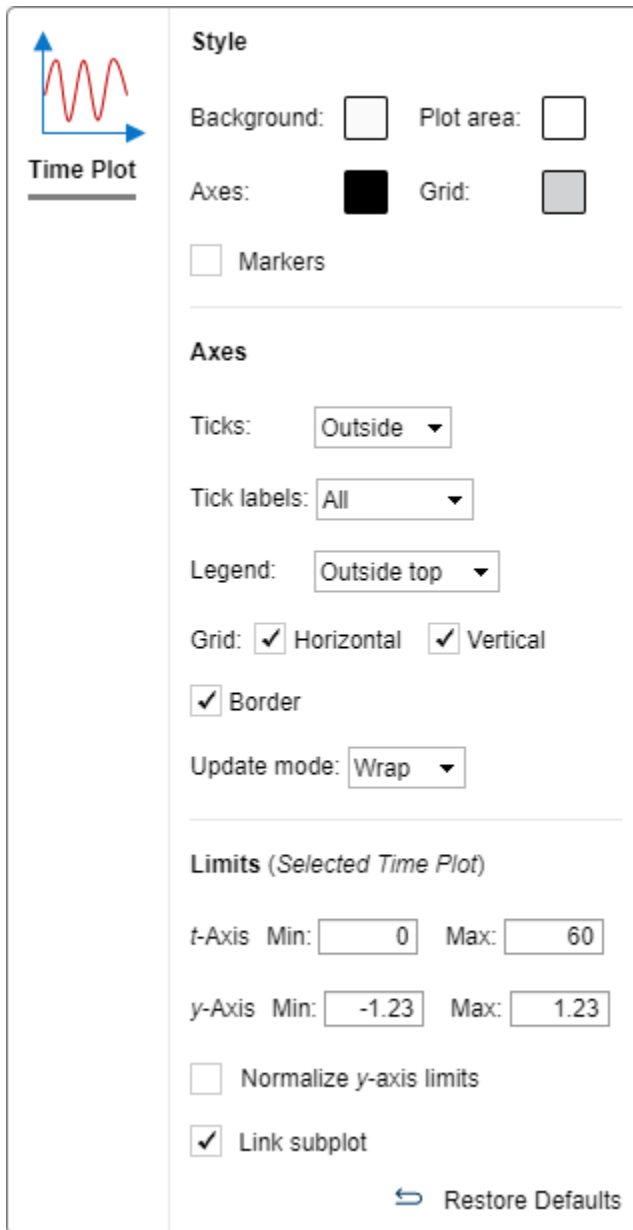 Time Plot
Style
Background: Plot area:
Axes: Grid:
Markers
Axes
Ticks: Outside
Tick labels: All
Legend: Outside top
Grid: Horizontal Vertical
Border
Update mode: Wrap
Limits (Selected Time Plot)
t-Axis Min: 0 Max: 60
y-Axis Min: -1.23 Max: 1.23
Normalize y-axis limits
Link subplot
Restore Defaults